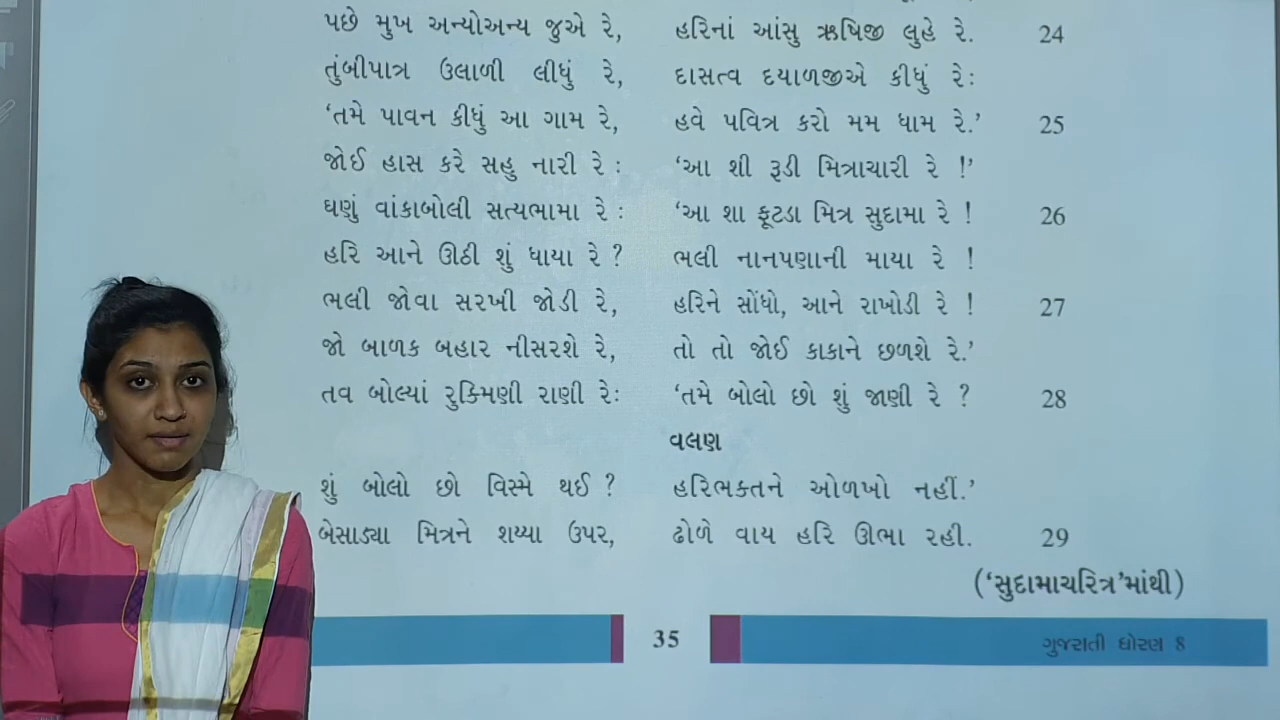 પછે મુખ અન્યોઅન્ય જુએ રે, હરિનાં આંસુ ઋષિજી લુહે રે. 24
તુંબીપાત્ર ઉલાળી લીધું રે, દાસત્વ દયાળજીએ કીધું રેઃ
‘તમે પાવન કીધું આ ગામ રે, હવે પવિત્ર કરો મમ ધામ રે.’ 25
જોઈ હાસ કરે સહુ નારી રે : ‘આ શી રૂડી મિત્રાચારી રે !’
ઘણું વાંકાબોલી સત્યભામા રે : ‘આ શા ફૂટડા મિત્ર સુદામા રે ! 26
હરિ આને ઊઠી શું ધાયા રે ? ભલી નાનપણાની માયા રે !
ભલી જોવા સરખી જોડી રે, હરિને સોંધો, આને રાખોડી રે ! 27
જો બાળક બહાર નીસરશે રે, તો તો જોઈ કાકાને છળશે રે.’
તવ બોલ્યાં રુક્મિણી રાણી રેઃ ‘તમે બોલો છો શું જાણી રે ? 28
વલણ
શું બોલો છો વિસ્મે થઈ ? હરિભક્તને ઓળખો નહીં.’
બેસાડ્યા મિત્રને શય્યા ઉપર, ઢોળે વાય હરિ ઊભા રહી. 29
(‘સુદામાચરિત્ર’માંથી)
35 ગુજરાતી ધોરણ 8